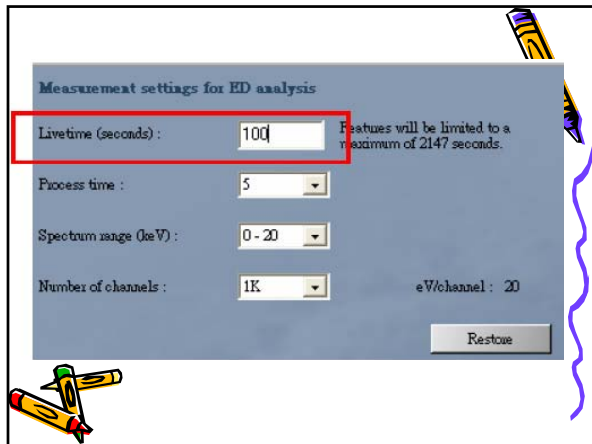 Measurement settings for ED analysis
Livetime (seconds) : 100 Features will be limited to a
maximum of 2147 seconds.
Process time : 5
Spectrum range (keV) : 0 - 20
Number of channels : 1K eV/channel : 20
Restore